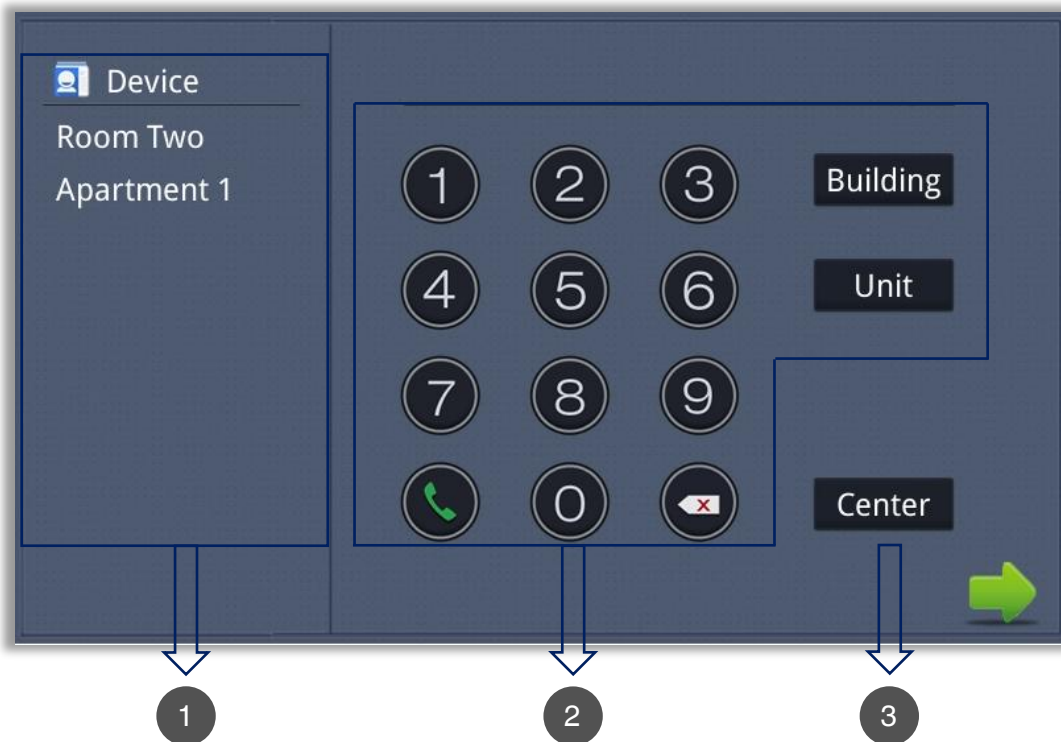 Device
Room Two
Apartment 1
1 2 3 Building
4 5 6 Unit
7 8 9
0 Center
1 2 3